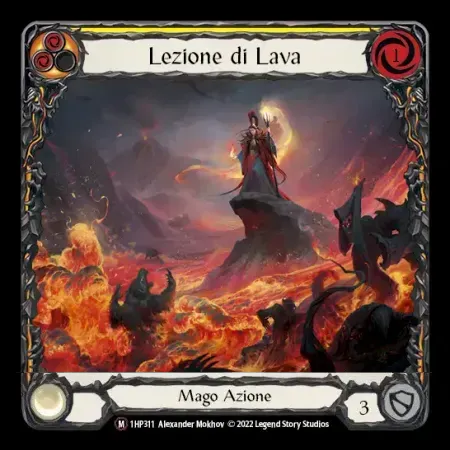 Lezione di Lava
1
Mago Azione
3
M 1HP311 Alexander Mokhov © 2022 Legend Story Studios